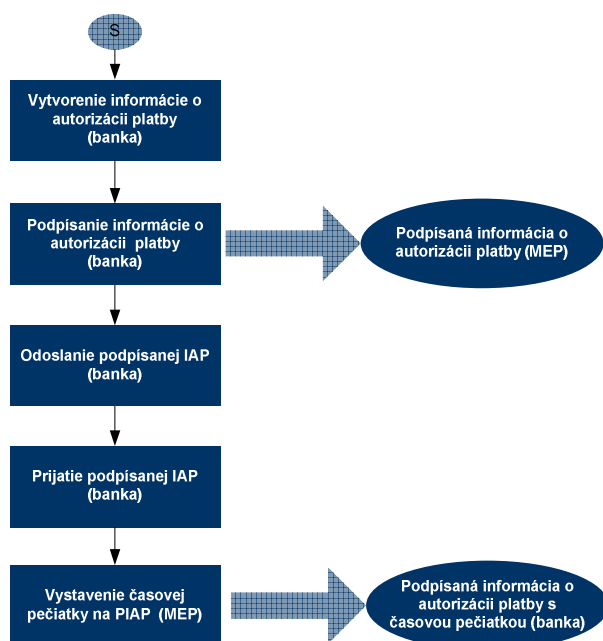 S
Vytvorenie informácie o
autorizácii platby
(banka)
Podpísanie informácie o
autorizácii platby
(banka)
Podpísaná informácia o
autorizácii platby (MEP)
Odoslanie podpísanej IAP
(banka)
Prijatie podpísanej IAP
(banka)
Vystavenie časovej
pečiatky na PIAP (MEP)
Podpísaná informácia o
autorizácii platby s
časovou pečiatkou (banka)